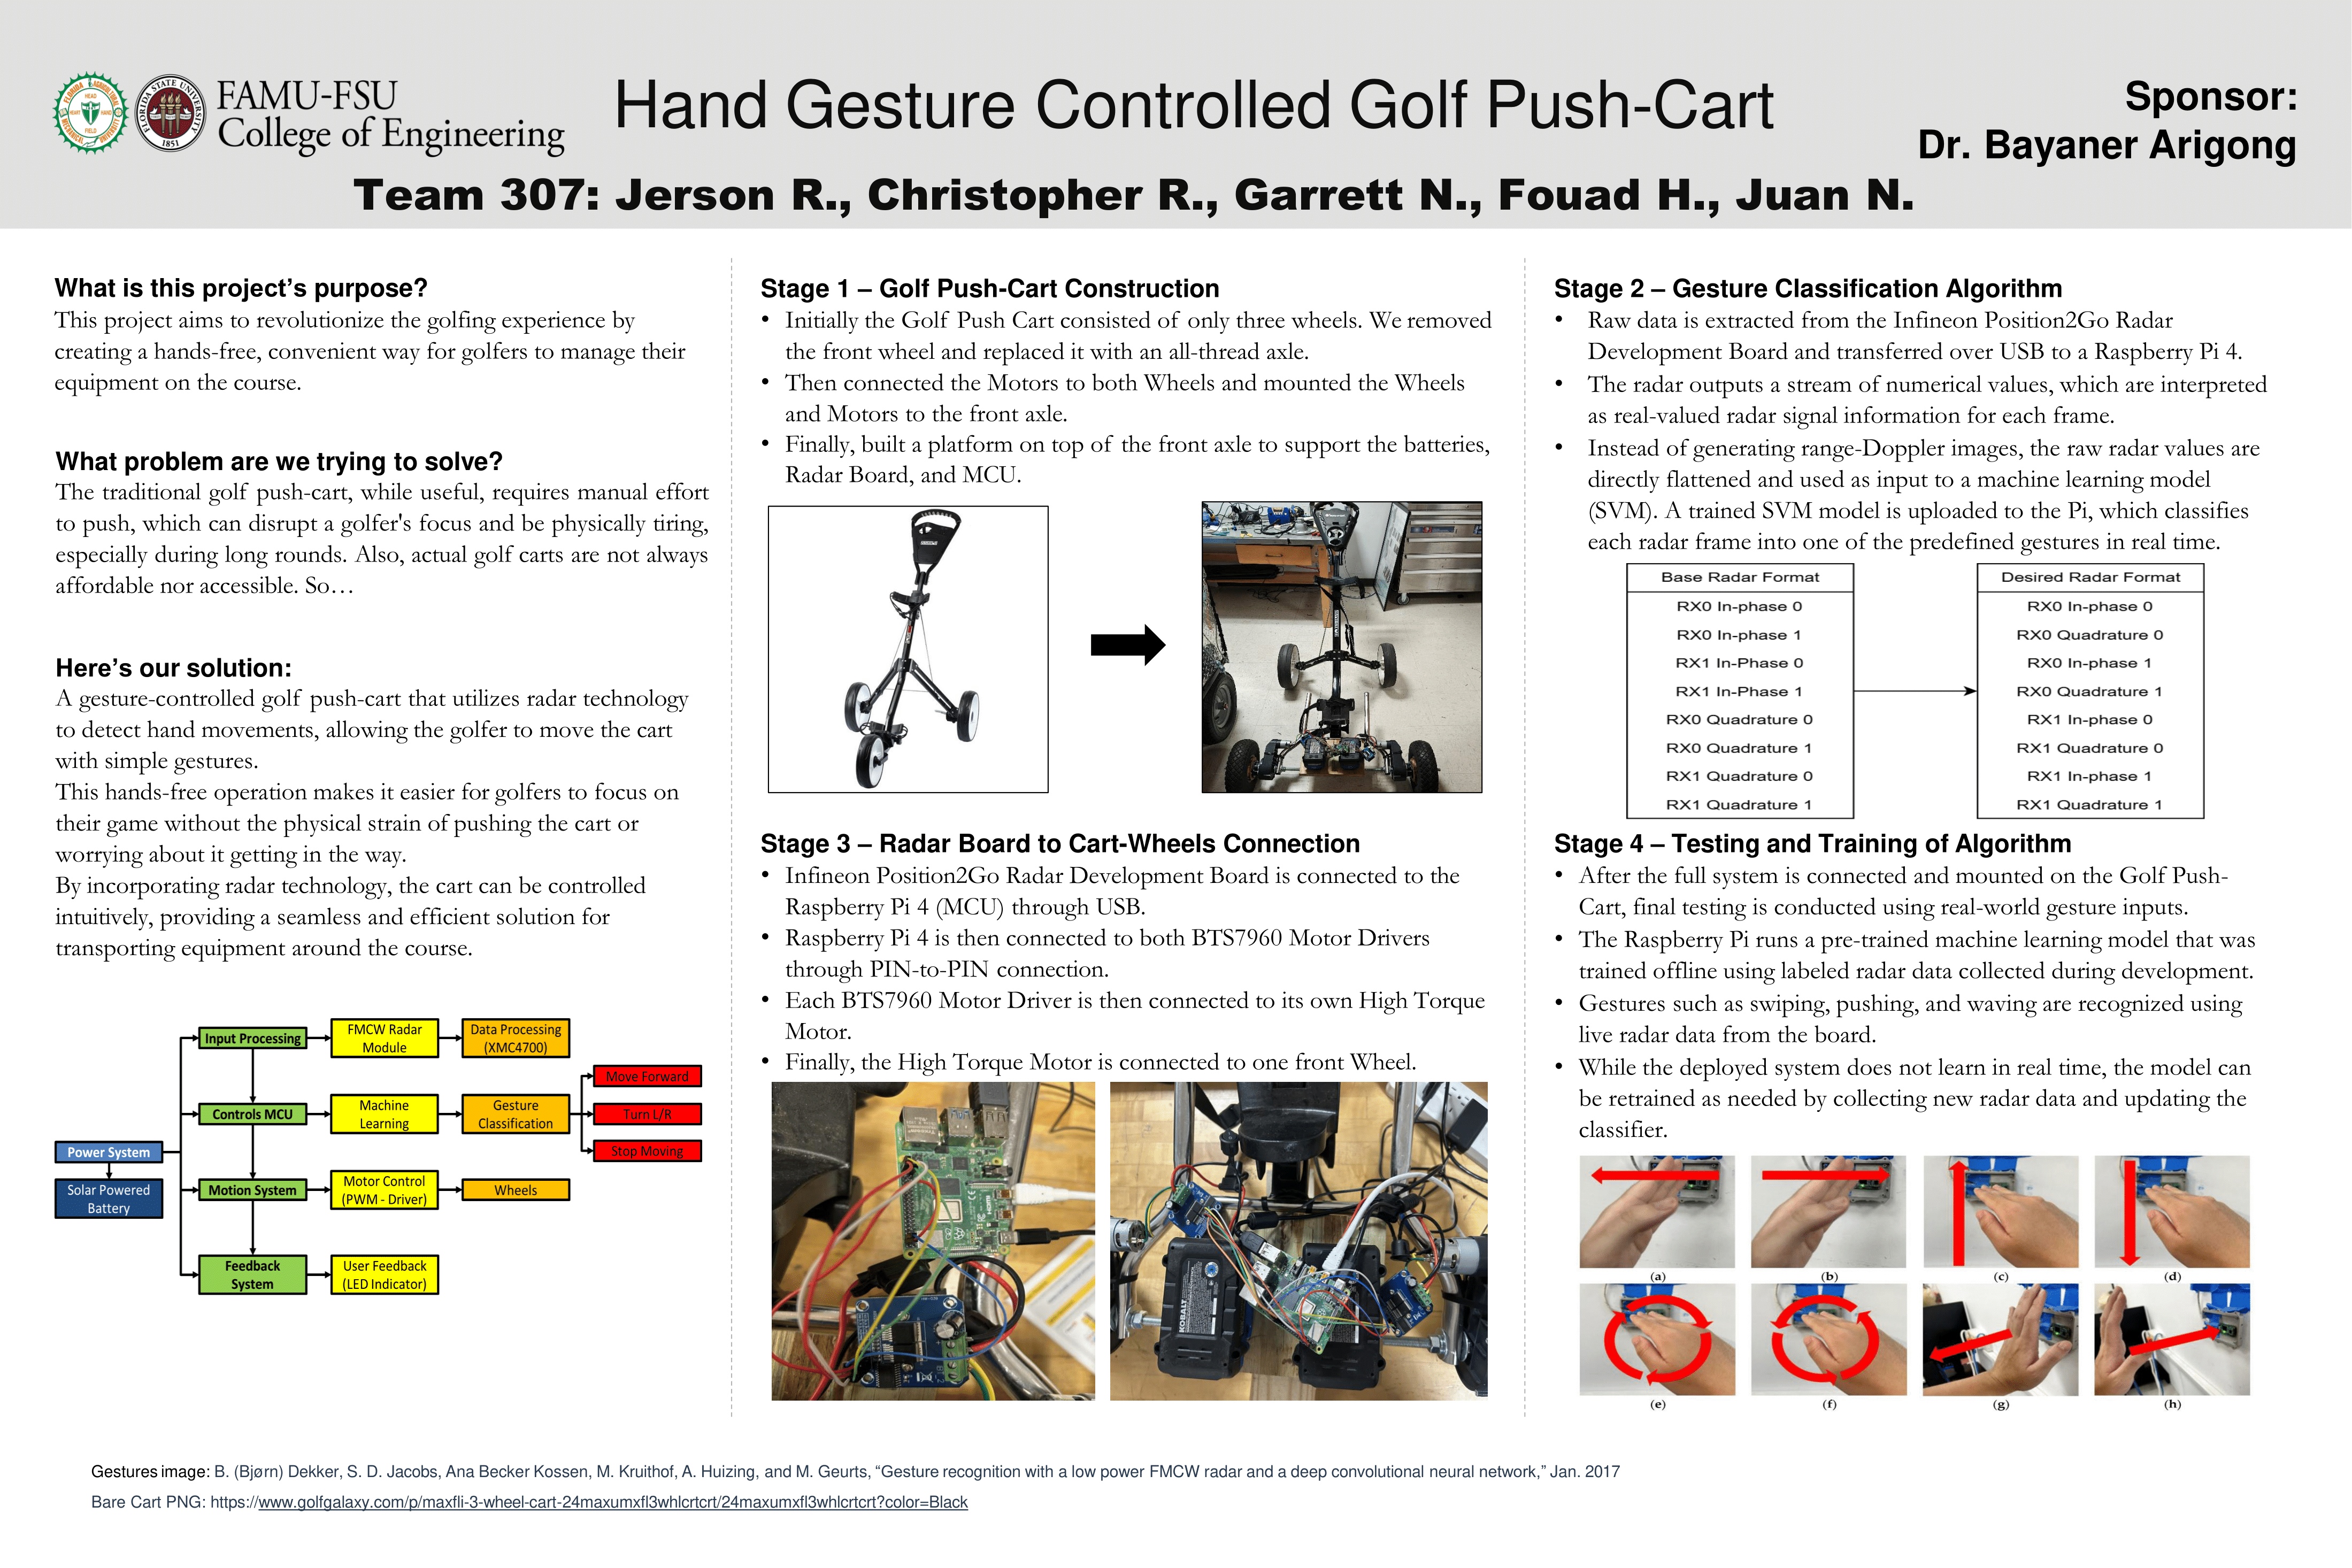 FAMU-FSU
College of Engineering
Hand Gesture Controlled Golf Push-Cart
Sponsor:
Dr. Bayaner Arigong
Team 307: Jerson R., Christopher R., Garrett N., Fouad H., Juan N.
What is this project's purpose?
This project aims to revolutionize the golfing experience by
creating a hands-free, convenient way for golfers to manage their
equipment on the course.
What problem are we trying to solve?
The traditional golf push-cart, while useful, requires manual effort
to push, which can disrupt a golfer's focus and be physically tiring,
especially during long rounds. Also, actual golf carts are not always
affordable nor accessible. So…
Here's our solution:
A gesture-controlled golf push-cart that utilizes radar technology
to detect hand movements, allowing the golfer to move the cart
with simple gestures.
This hands-free operation makes it easier for golfers to focus on
their game without the physical strain of pushing the cart or
worrying about it getting in the way.
By incorporating radar technology, the cart can be controlled
intuitively, providing a seamless and efficient solution for
transporting equipment around the course.
Power System
Solar Powered
Battery
Input Processing
FMCW Radar
Module
Data Processing
(XMC4700)
Controls MCU
Machine
Learning
Gesture
Classification
Move Forward
Turn L/R
Stop Moving
Motion System
Motor Control
(PWM - Driver)
Wheels
Feedback
System
User Feedback
(LED Indicator)
Stage 1 – Golf Push-Cart Construction
• Initially the Golf Push Cart consisted of only three wheels. We removed
the front wheel and replaced it with an all-thread axle.
• Then connected the Motors to both Wheels and mounted the Wheels
and Motors to the front axle.
• Finally, built a platform on top of the front axle to support the batteries,
Radar Board, and MCU.
Stage 3 – Radar Board to Cart-Wheels Connection
• Infineon Position2Go Radar Development Board is connected to the
Raspberry Pi 4 (MCU) through USB.
• Raspberry Pi 4 is then connected to both BTS7960 Motor Drivers
through PIN-to-PIN connection.
• Each BTS7960 Motor Driver is then connected to its own High Torque
Motor.
• Finally, the High Torque Motor is connected to one front Wheel.
KOBALT
Stage 2 – Gesture Classification Algorithm
• Raw data is extracted from the Infineon Position2Go Radar
Development Board and transferred over USB to a Raspberry Pi 4.
• The radar outputs a stream of numerical values, which are interpreted
as real-valued radar signal information for each frame.
• Instead of generating range-Doppler images, the raw radar values are
directly flattened and used as input to a machine learning model
(SVM). A trained SVM model is uploaded to the Pi, which classifies
each radar frame into one of the predefined gestures in real time.
Base Radar Format
RX0 In-phase 0
RX0 In-phase 1
RX1 In-Phase 0
RX1 In-Phase 1
RX0 Quadrature 0
RX0 Quadrature 1
RX1 Quadrature 0
RX1 Quadrature 1
Desired Radar Format
RX0 In-phase 0
RX0 Quadrature 0
RX0 In-phase 1
RX0 Quadrature 1
RX1 In-phase 0
RX1 Quadrature 0
RX1 In-phase 1
RX1 Quadrature 1
Stage 4 – Testing and Training of Algorithm
• After the full system is connected and mounted on the Golf Push-
Cart, final testing is conducted using real-world gesture inputs.
• The Raspberry Pi runs a pre-trained machine learning model that was
trained offline using labeled radar data collected during development.
• Gestures such as swiping, pushing, and waving are recognized using
live radar data from the board.
• While the deployed system does not learn in real time, the model can
be retrained as needed by collecting new radar data and updating the
classifier.
(a) (b) (c) (d)
(e) (f) (g) (h)
Gestures image: B. (Bjørn) Dekker, S. D. Jacobs, Ana Becker Kossen, M. Kruithof, A. Huizing, and M. Geurts, “Gesture recognition with a low power FMCW radar and a deep convolutional neural network,” Jan. 2017
Bare Cart PNG: https://www.golfgalaxy.com/p/maxfli-3-wheel-cart-24maxumxfl3whlcrtcrt/24maxumxfl3whlcrtcrt?color=Black